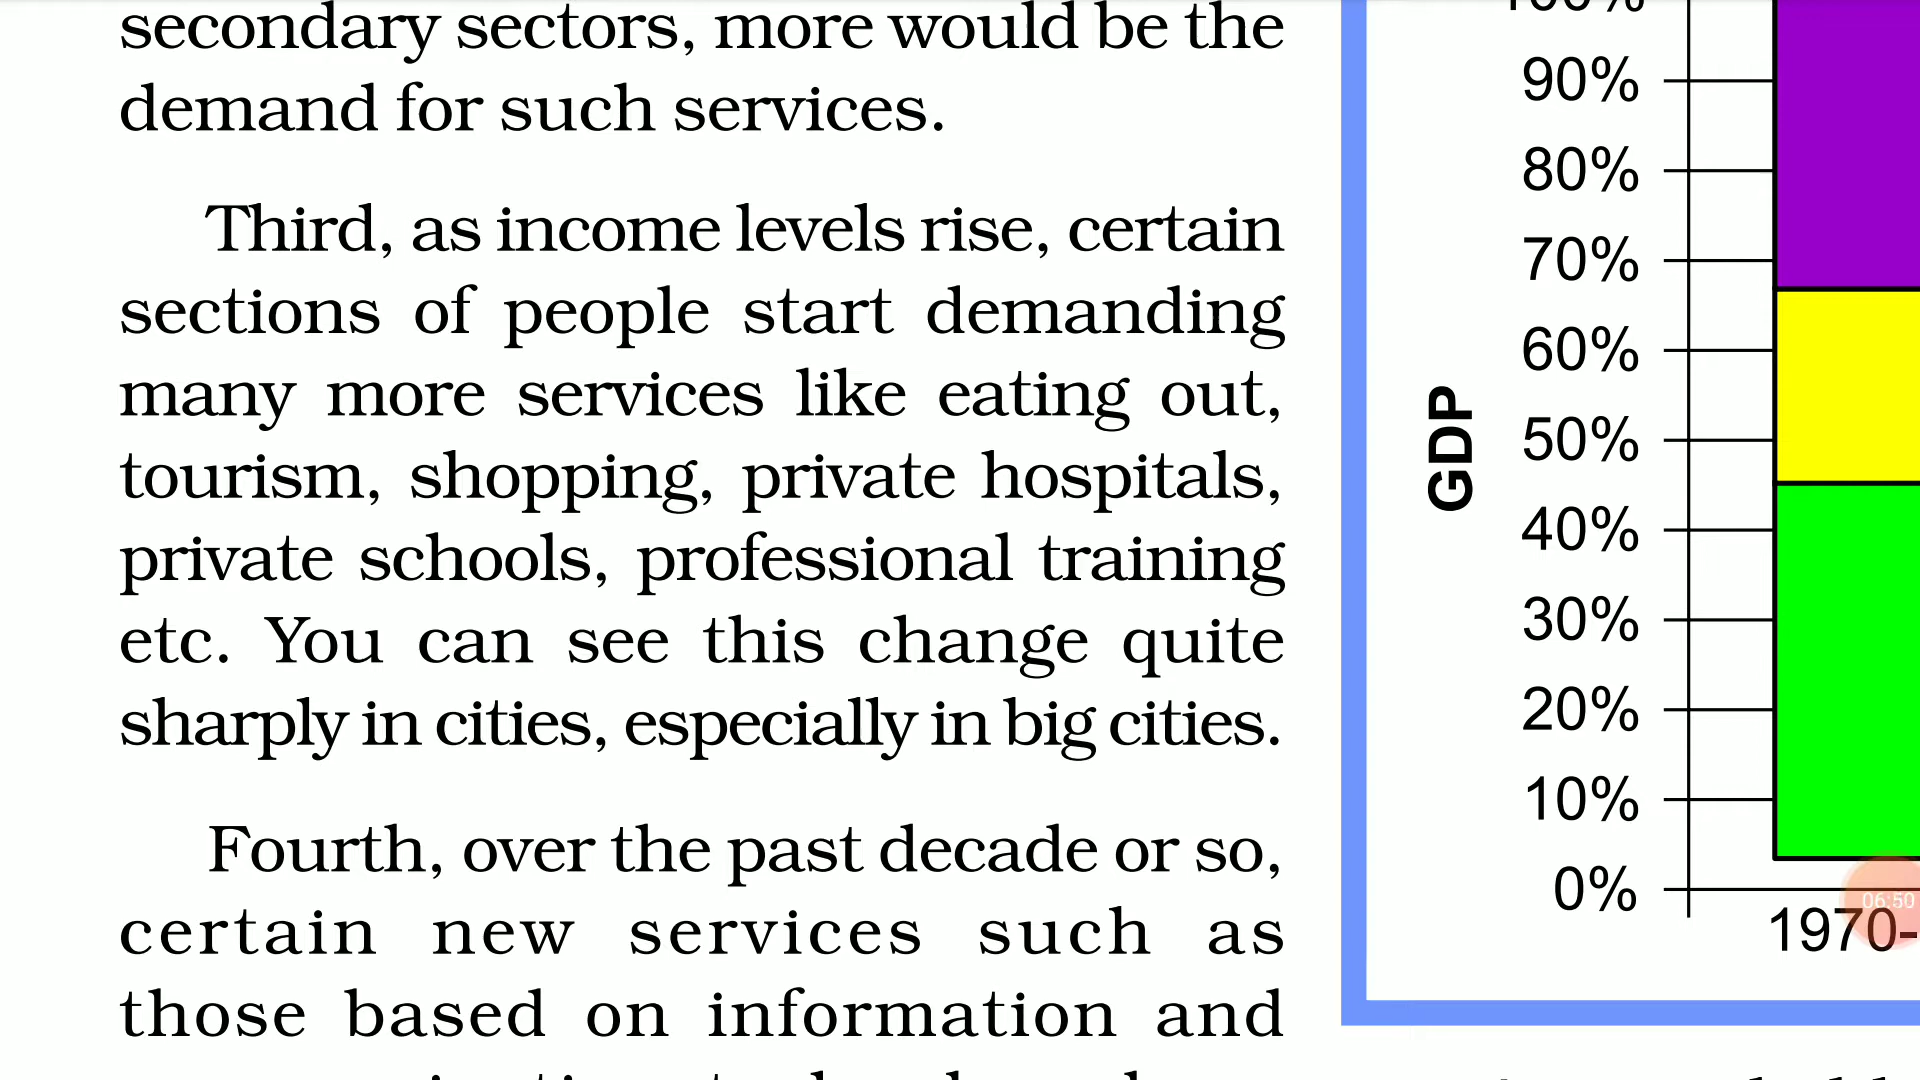 secondary sectors, more would be the
demand for such services.
Third, as income levels rise, certain
sections of people start demanding
many more services like eating out,
tourism, shopping, private hospitals,
private schools, professional training
etc. You can see this change quite
sharply in cities, especially in big cities.
Fourth, over the past decade or so,
certain new services such as
those based on information and
GDP
100%
90%
80%
70%
60%
50%
40%
30%
20%
10%
0%
1970-
06:50